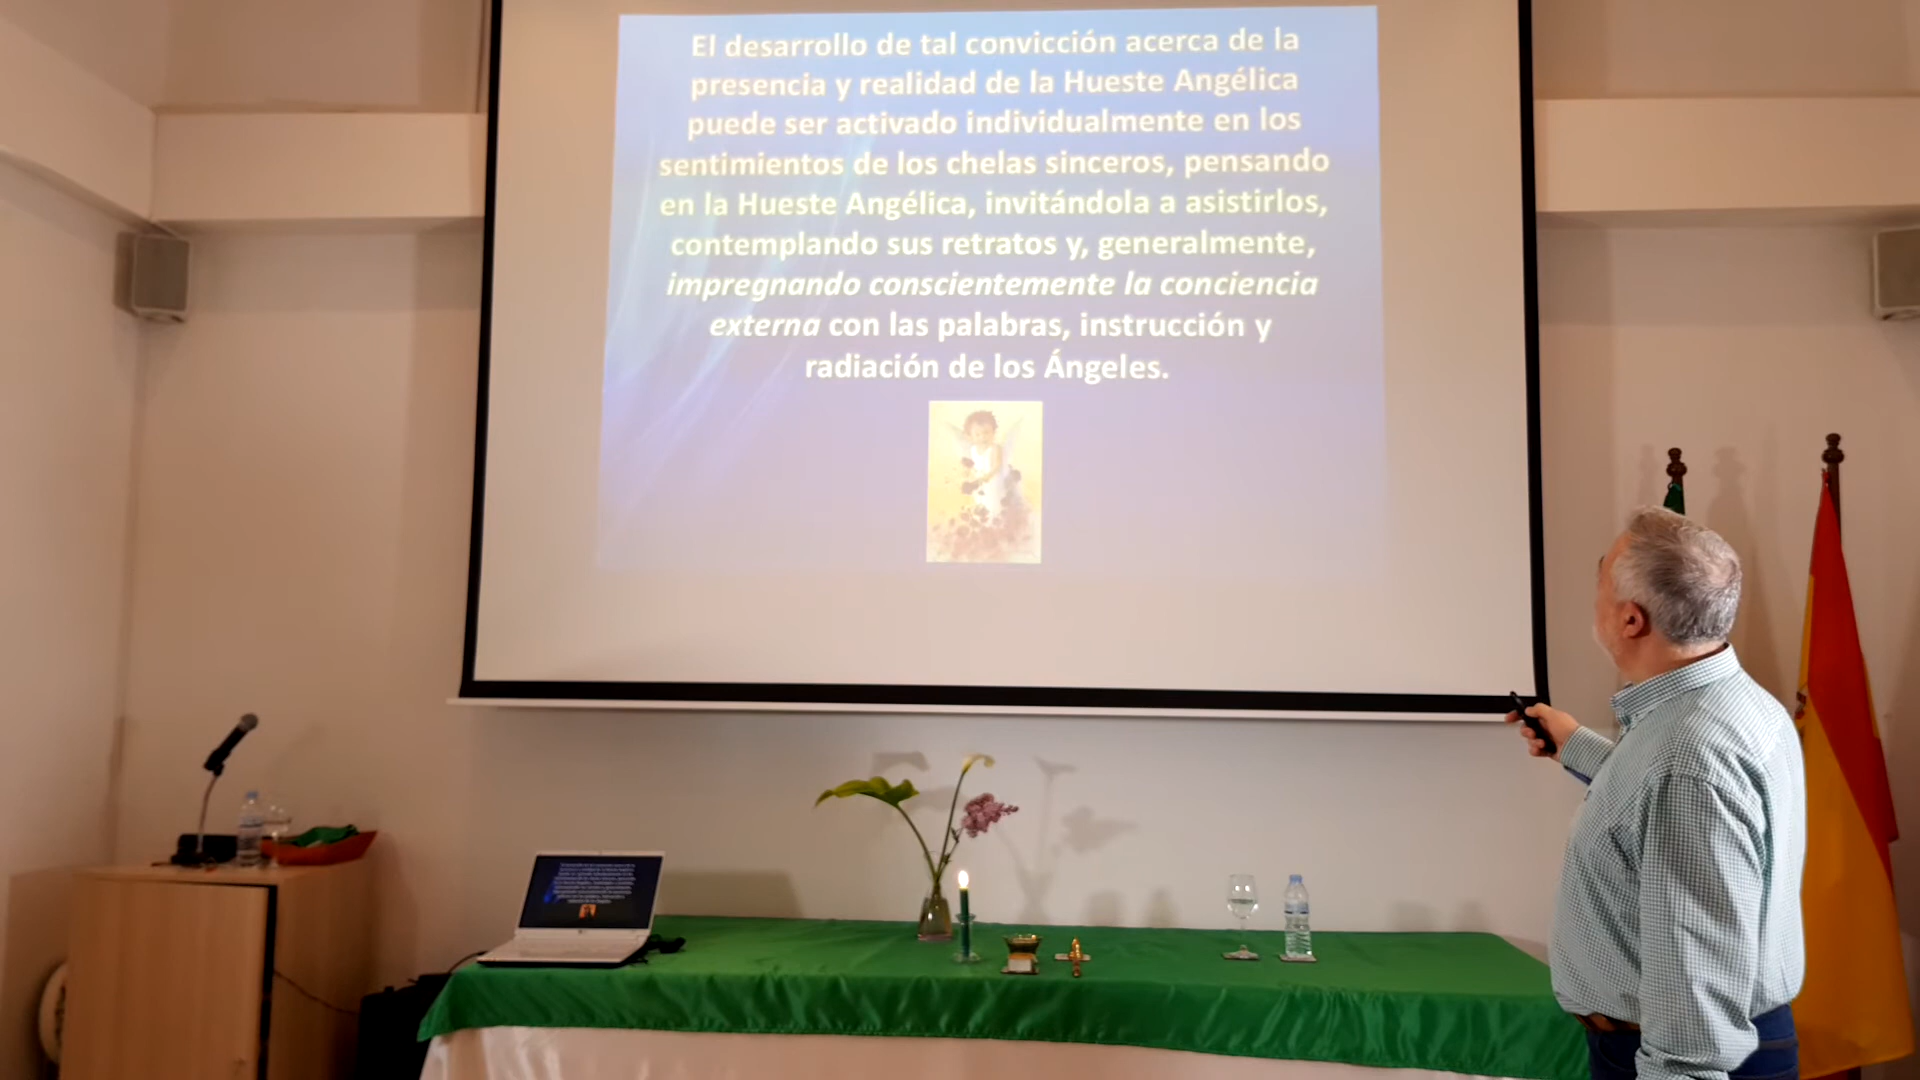 El desarrollo de tal convicción acerca de la
presencia y realidad de la Hueste Angélica
puede ser activado individualmente en los
sentimientos de los chelas sinceros, pensando
en la Hueste Angélica, invitándola a asistirlos,
contemplando sus retratos y, generalmente,
impregnando conscientemente la conciencia
externa con las palabras, instrucción y
radiación de los Ángeles.